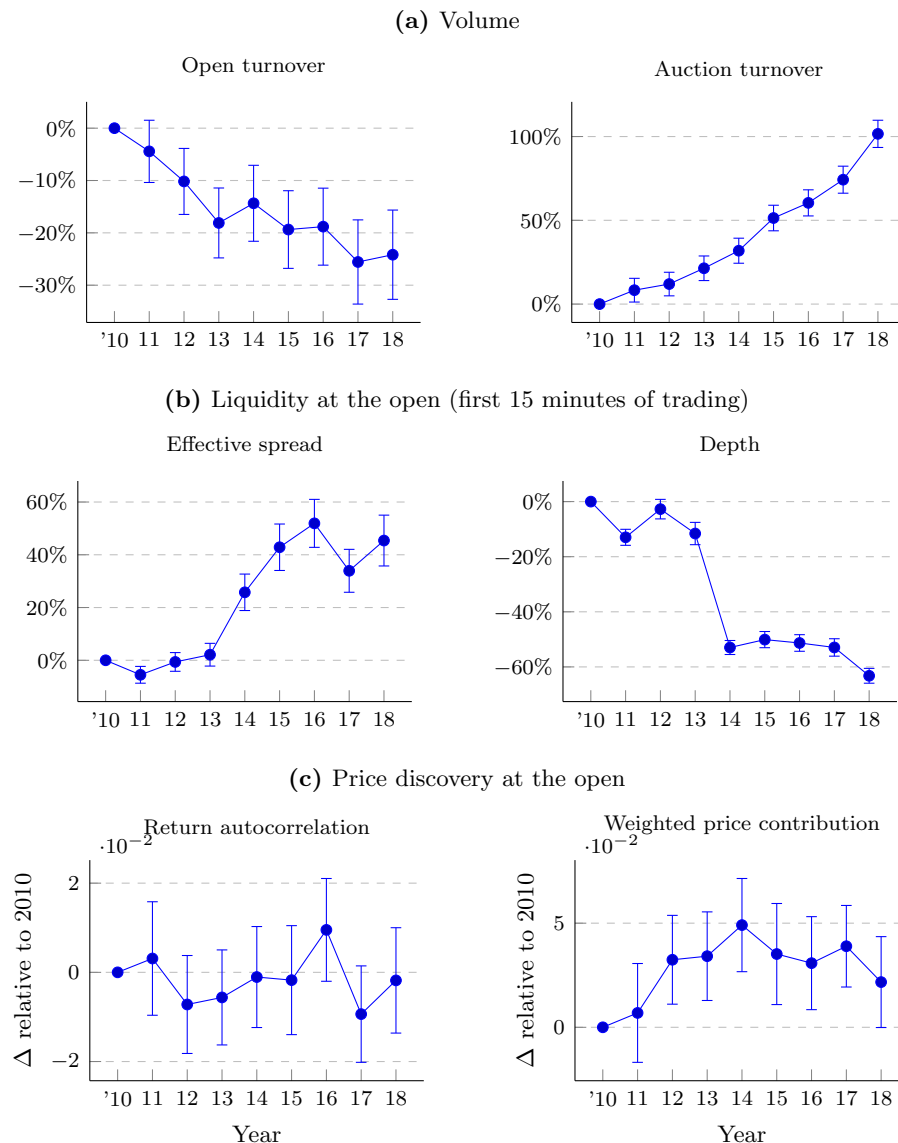 (a) Volume
Open turnover
0%
−10%
−20%
−30%
'10 11 12 13 14 15 16 17 18
Auction turnover
100%
50%
0%
'10 11 12 13 14 15 16 17 18
(b) Liquidity at the open (first 15 minutes of trading)
Effective spread
60%
40%
20%
0%
'10 11 12 13 14 15 16 17 18
Depth
0%
−20%
−40%
−60%
'10 11 12 13 14 15 16 17 18
(c) Price discovery at the open
Return autocorrelation
·10−2
Δ relative to 2010
2
0
−2
'10 11 12 13 14 15 16 17 18
Year
Weighted price contribution
·10−2
Δ relative to 2010
5
0
'10 11 12 13 14 15 16 17 18
Year